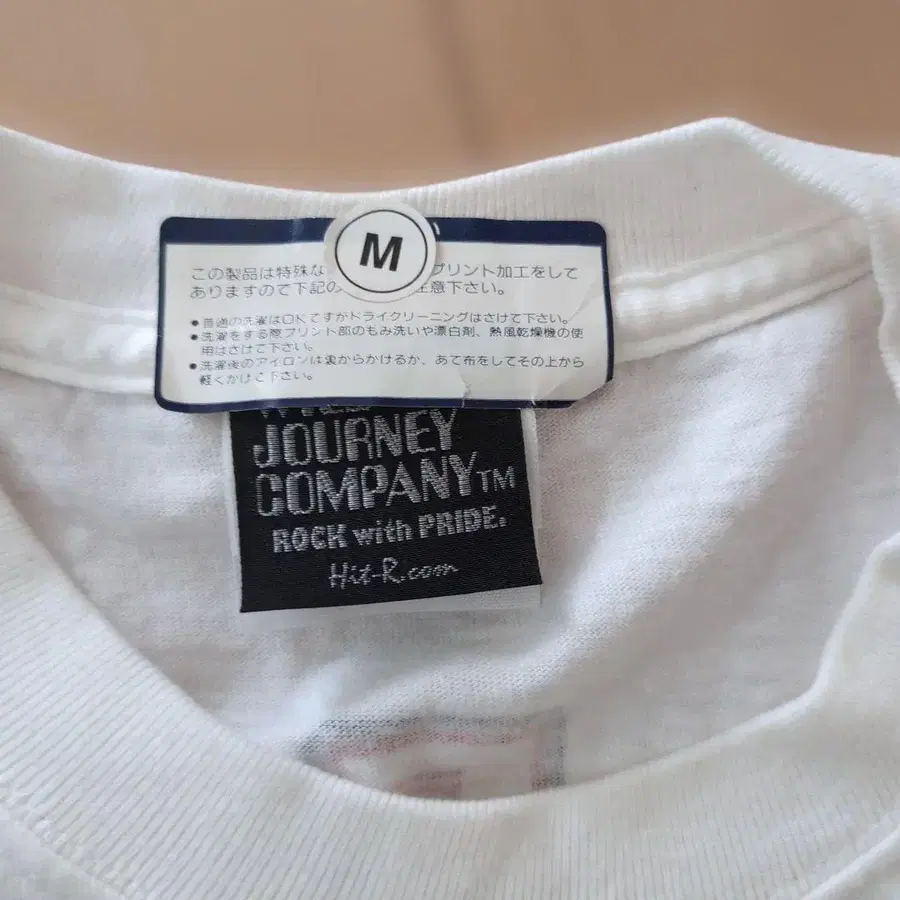 M
この製品は特殊な プリント加工をして
ありますので下記の 注意下さい。
●普通の洗濯はOKですがドライクリーニングはさけて下さい。
●洗濯をする際プリント部のもみ洗いや漂白剤、熱風乾燥機の使
用はさけて下さい。
●洗濯後のアイロンは裏からかけるか、あて布をしてその上から
軽くかけて下さい。
JOURNEY
COMPANY TM
ROCK with PRIDE.
Hit-R.com